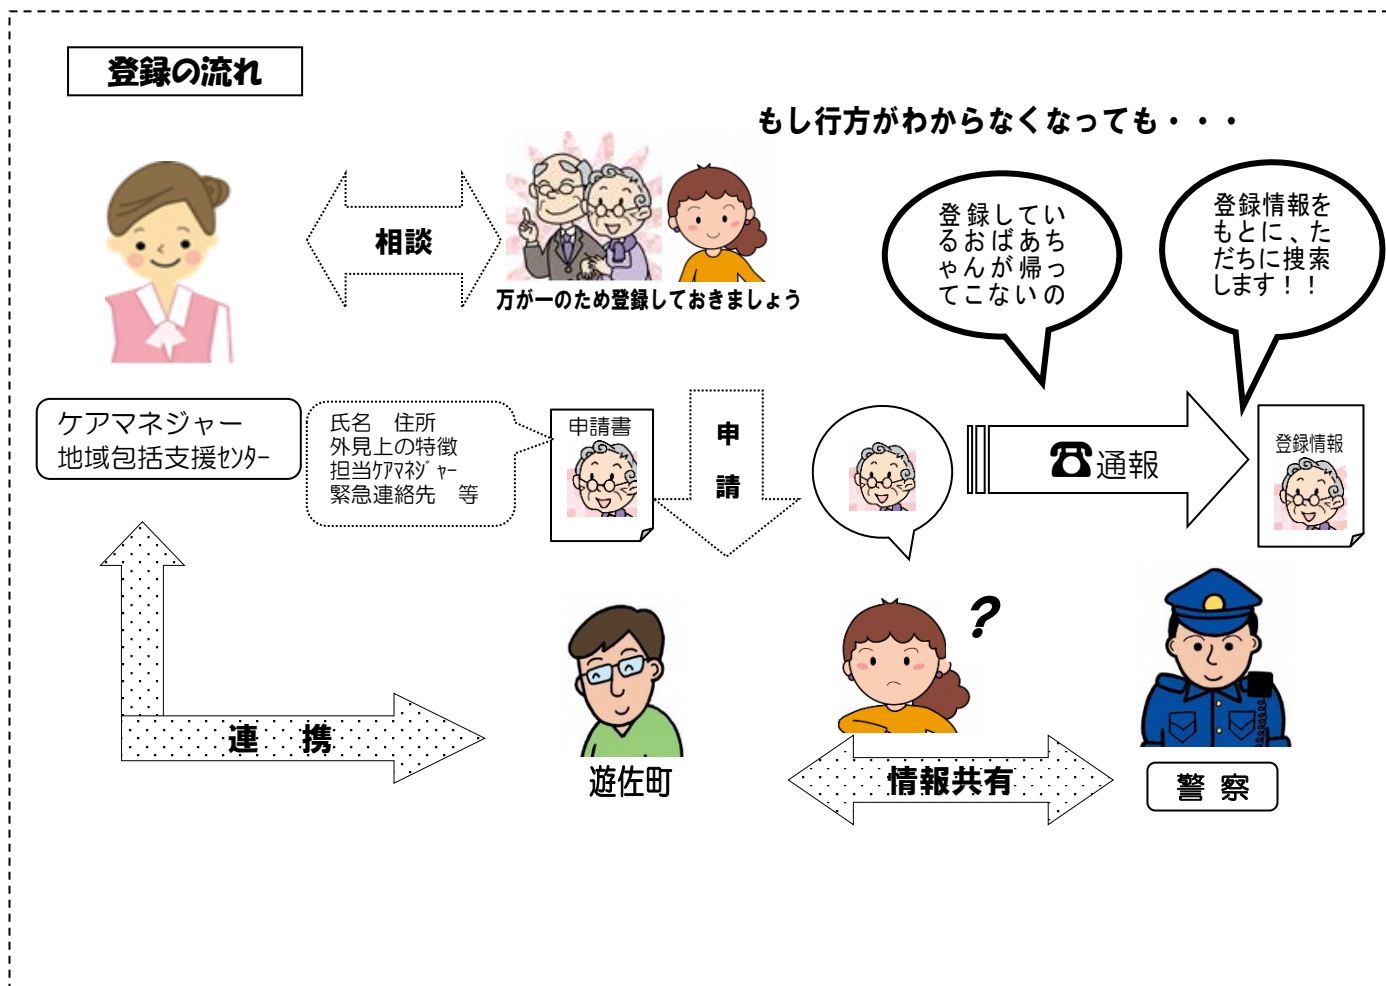 登録の流れ
もし行方がわからなくなっても・・・
相談
万が一のため登録しておきましょう
登録してい
るおばあち
ゃんが帰っ
てこないの
登録情報を
もとに、た
だちに捜索
します！！
ケアマネジャー
地域包括支援ｾﾝﾀｰ
氏名　住所
外見上の特徴
担当ｹｱﾏﾈｼﾞｬｰ
緊急連絡先　等
申請書
申
請
☎通報
登録情報
?
連　携
遊佐町
情報共有
警 察